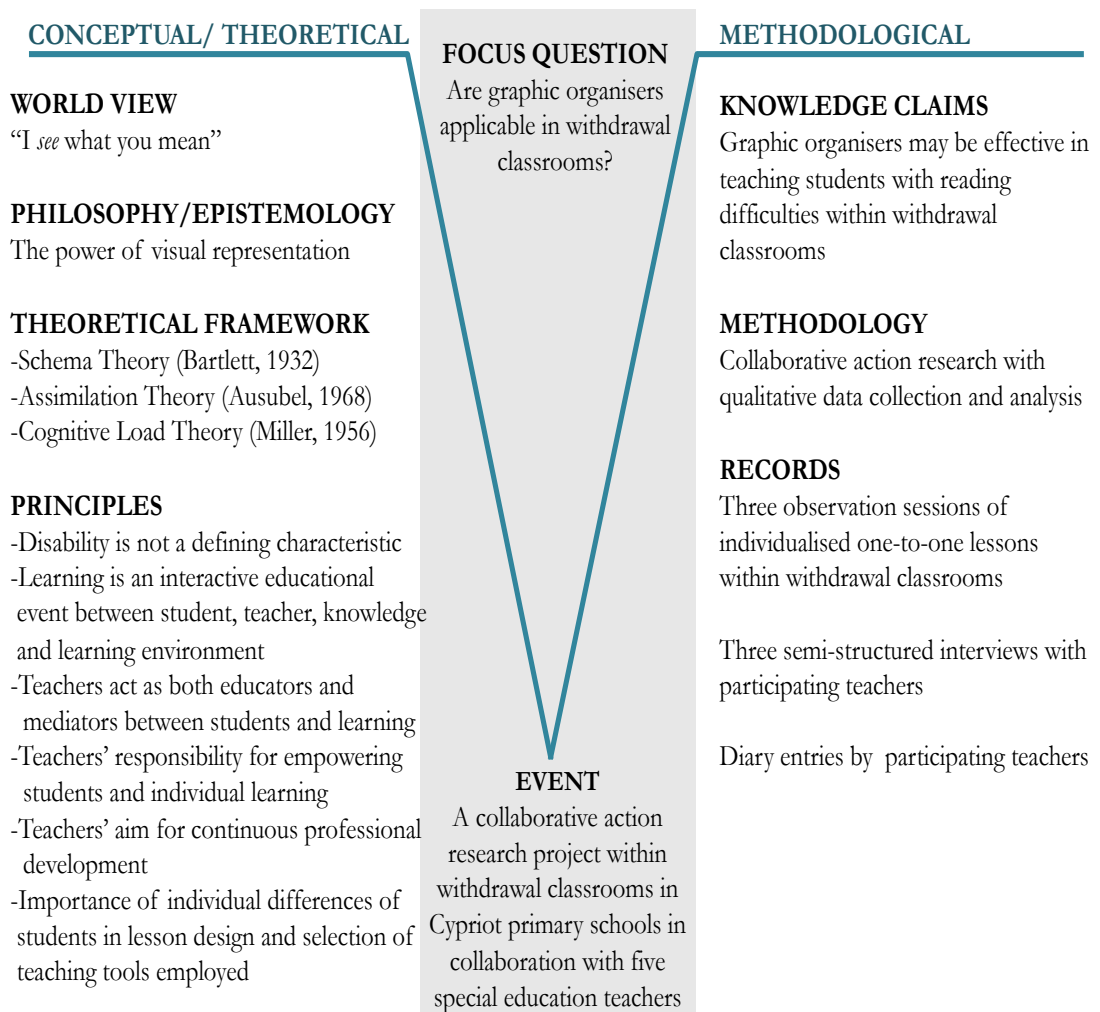 CONCEPTUAL/ THEORETICAL
WORLD VIEW
“I see what you mean”
PHILOSOPHY/EPISTEMOLOGY
The power of visual representation
THEORETICAL FRAMEWORK
-Schema Theory (Bartlett, 1932)
-Assimilation Theory (Ausubel, 1968)
-Cognitive Load Theory (Miller, 1956)
PRINCIPLES
-Disability is not a defining characteristic
-Learning is an interactive educational
event between student, teacher, knowledge
and learning environment
-Teachers act as both educators and
mediators between students and learning
-Teachers’ responsibility for empowering
students and individual learning
-Teachers’ aim for continuous professional
development
-Importance of individual differences of
students in lesson design and selection of
teaching tools employed
FOCUS QUESTION
Are graphic organisers
applicable in withdrawal
classrooms?
EVENT
A collaborative action
research project within
withdrawal classrooms in
Cypriot primary schools in
collaboration with five
special education teachers
METHODOLOGICAL
KNOWLEDGE CLAIMS
Graphic organisers may be effective in
teaching students with reading
difficulties within withdrawal
classrooms
METHODOLOGY
Collaborative action research with
qualitative data collection and analysis
RECORDS
Three observation sessions of
individualised one-to-one lessons
within withdrawal classrooms
Three semi-structured interviews with
participating teachers
Diary entries by participating teachers